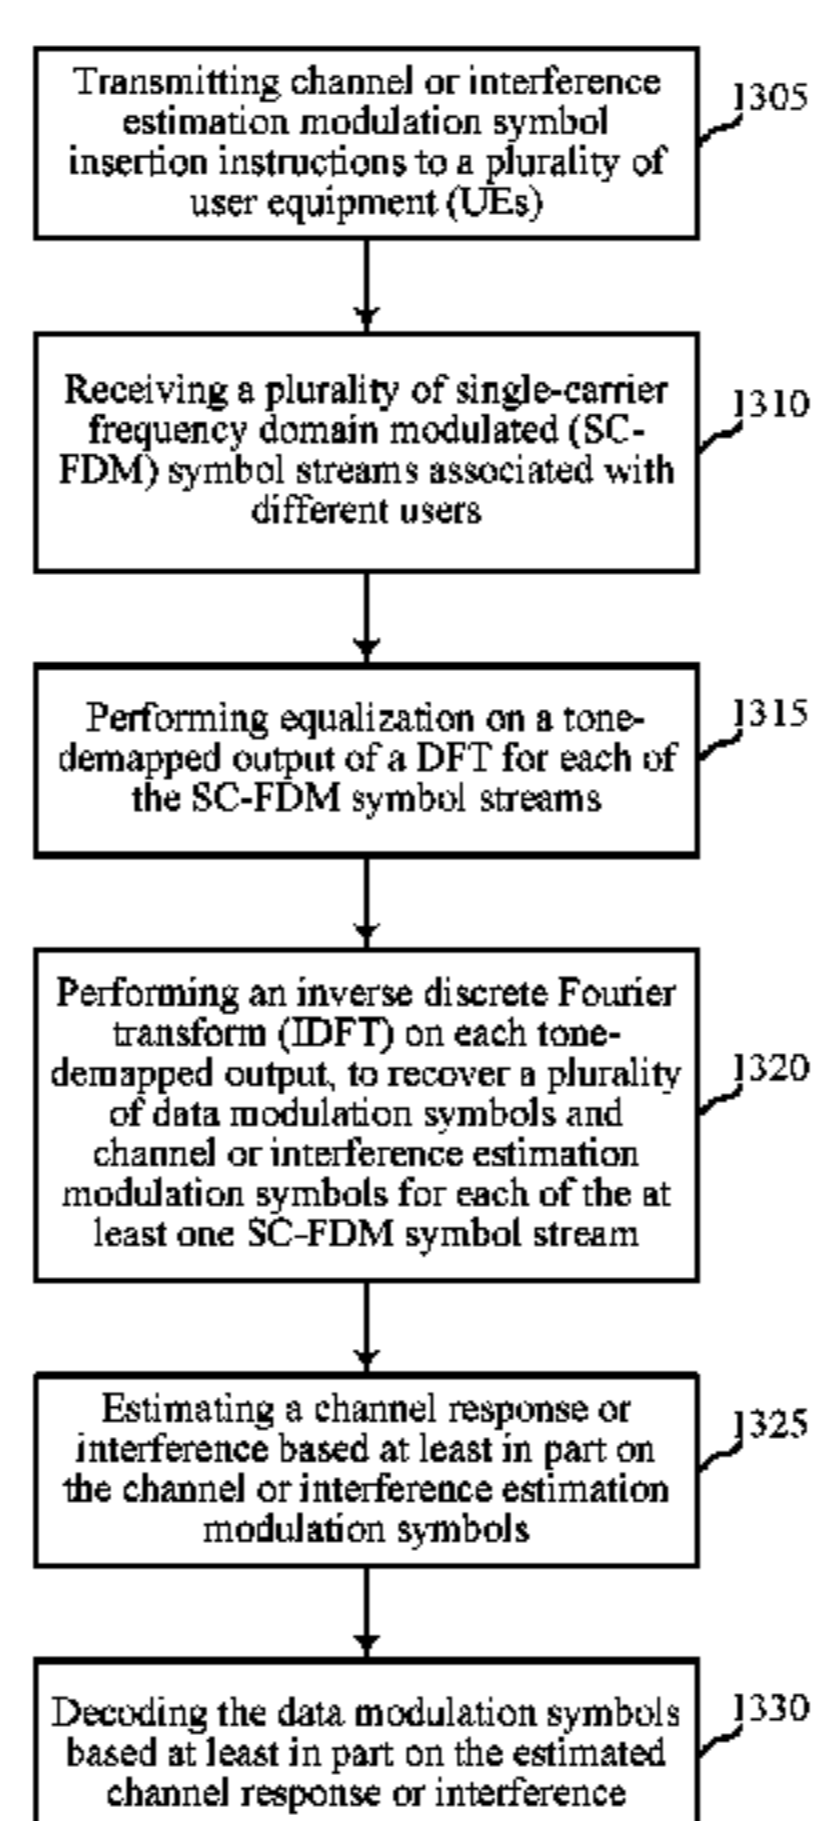 Transmitting channel or interference
estimation modulation symbol
insertion instructions to a plurality of
user equipment (UEs)
1305
Receiving a plurality of single-carrier
frequency domain modulated (SC-
FDM) symbol streams associated with
different users
1310
Performing equalization on a tone-
demapped output of a DFT for each of
the SC-FDM symbol streams
1315
Performing an inverse discrete Fourier
transform (IDFT) on each tone-
demapped output, to recover a plurality
of data modulation symbols and
channel or interference estimation
modulation symbols for each of the at
least one SC-FDM symbol stream
1320
Estimating a channel response or
interference based at least in part on
the channel or interference estimation
modulation symbols
1325
Decoding the data modulation symbols
based at least in part on the estimated
channel response or interference
1330